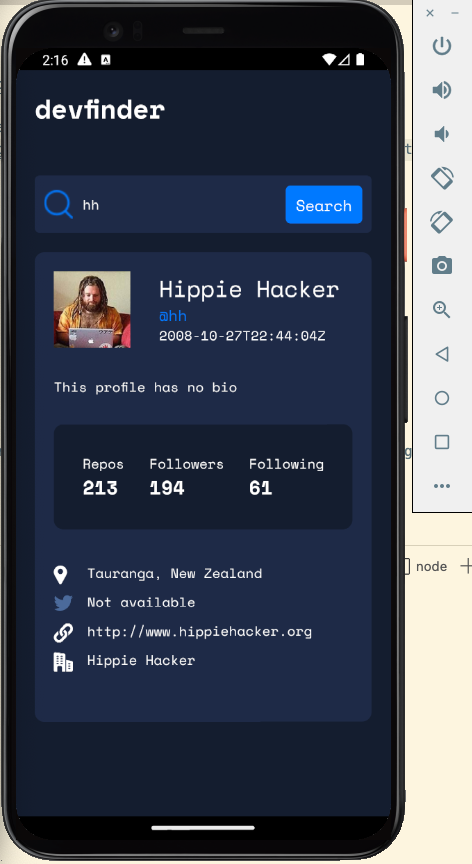 2:16
devfinder
hh
Search
Hippie Hacker
@hh
2008-10-27T22:44:04Z
This profile has no bio
Repos Followers Following
213 194 61
Tauranga, New Zealand
Not available
http://www.hippiehacker.org
Hippie Hacker
t
g
node